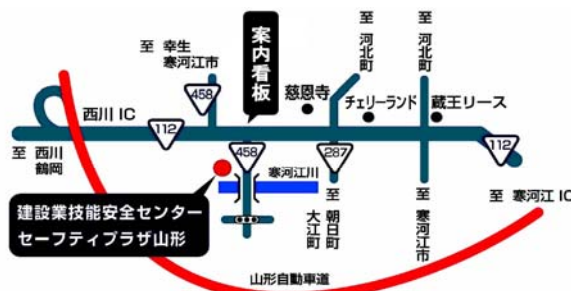 至 幸生
寒河江市
案内看板
至 河北町
至 河北町
458
慈恩寺
チェリーランド
蔵王リース
西川 IC
112
458
287
112
至 西川
鶴岡
寒河江川
建設業技能安全センター
セーフティプラザ山形
至 朝日町
大江町
至 寒河江市
至 寒河江 IC
山形自動車道